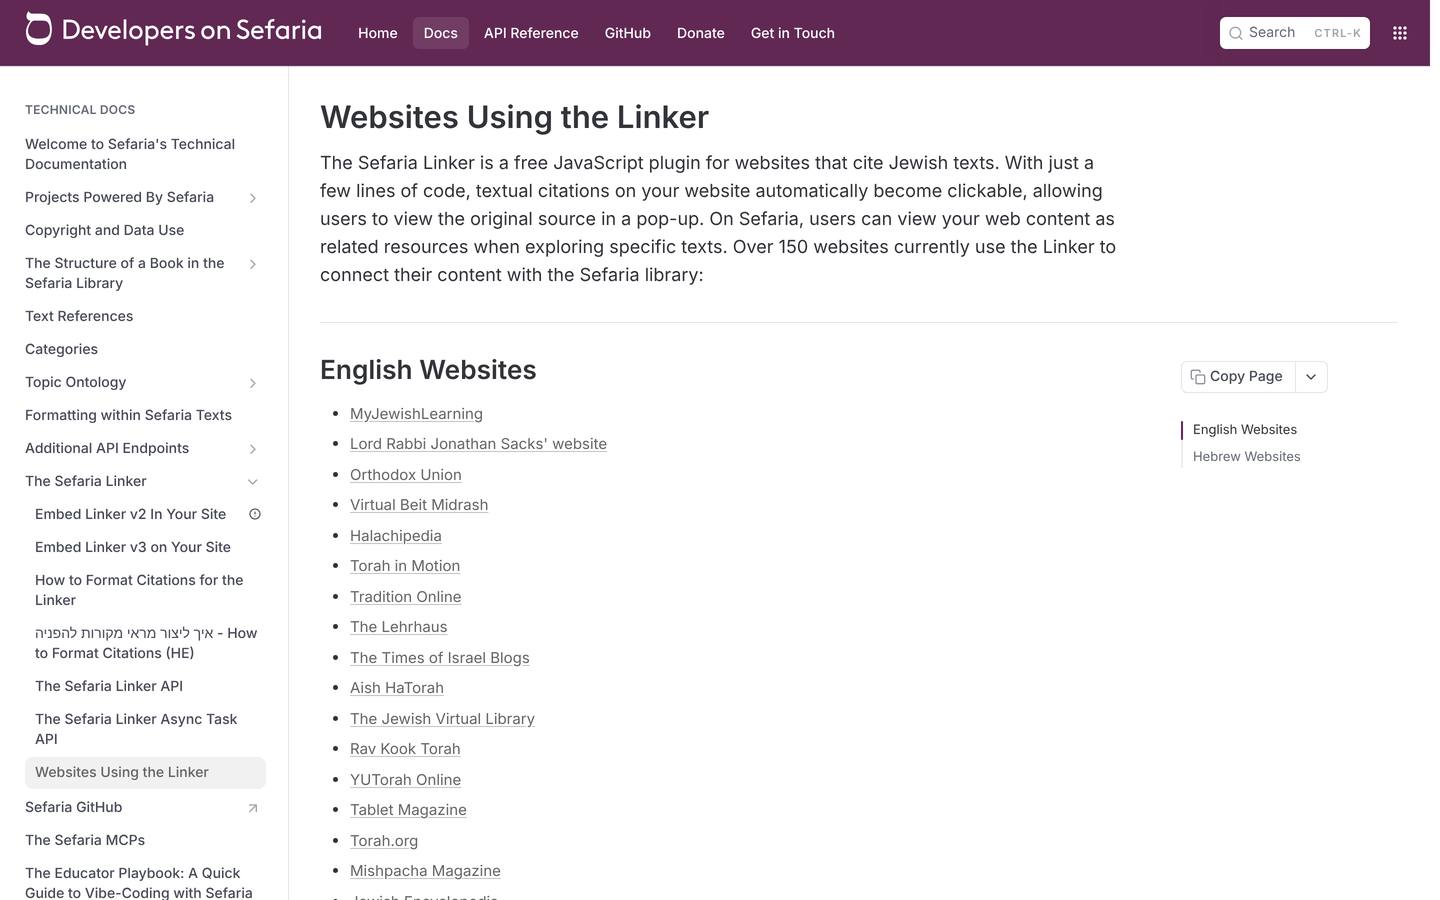 Developers on Sefaria
Home
Docs
API Reference
GitHub
Donate
Get in Touch
Search
CTRL-K
TECHNICAL DOCS
Welcome to Sefaria's Technical
Documentation
Projects Powered By Sefaria
Copyright and Data Use
The Structure of a Book in the
Sefaria Library
Text References
Categories
Topic Ontology
Formatting within Sefaria Texts
Additional API Endpoints
The Sefaria Linker
Embed Linker v2 In Your Site
Embed Linker v3 on Your Site
How to Format Citations for the
Linker
איך ליצור מראי מקורות להפניה - How
to Format Citations (HE)
The Sefaria Linker API
The Sefaria Linker Async Task
API
Websites Using the Linker
Sefaria GitHub
The Sefaria MCPs
The Educator Playbook: A Quick
Guide to Vibe-Coding with Sefaria
Websites Using the Linker
The Sefaria Linker is a free JavaScript plugin for websites that cite Jewish texts. With just a
few lines of code, textual citations on your website automatically become clickable, allowing
users to view the original source in a pop-up. On Sefaria, users can view your web content as
related resources when exploring specific texts. Over 150 websites currently use the Linker to
connect their content with the Sefaria library:
English Websites
• MyJewishLearning
• Lord Rabbi Jonathan Sacks' website
• Orthodox Union
• Virtual Beit Midrash
• Halachipedia
• Torah in Motion
• Tradition Online
• The Lehrhaus
• The Times of Israel Blogs
• Aish HaTorah
• The Jewish Virtual Library
• Rav Kook Torah
• YUTorah Online
• Tablet Magazine
• Torah.org
• Mishpacha Magazine
• Jewish Encyclopedia
Copy Page
English Websites
Hebrew Websites